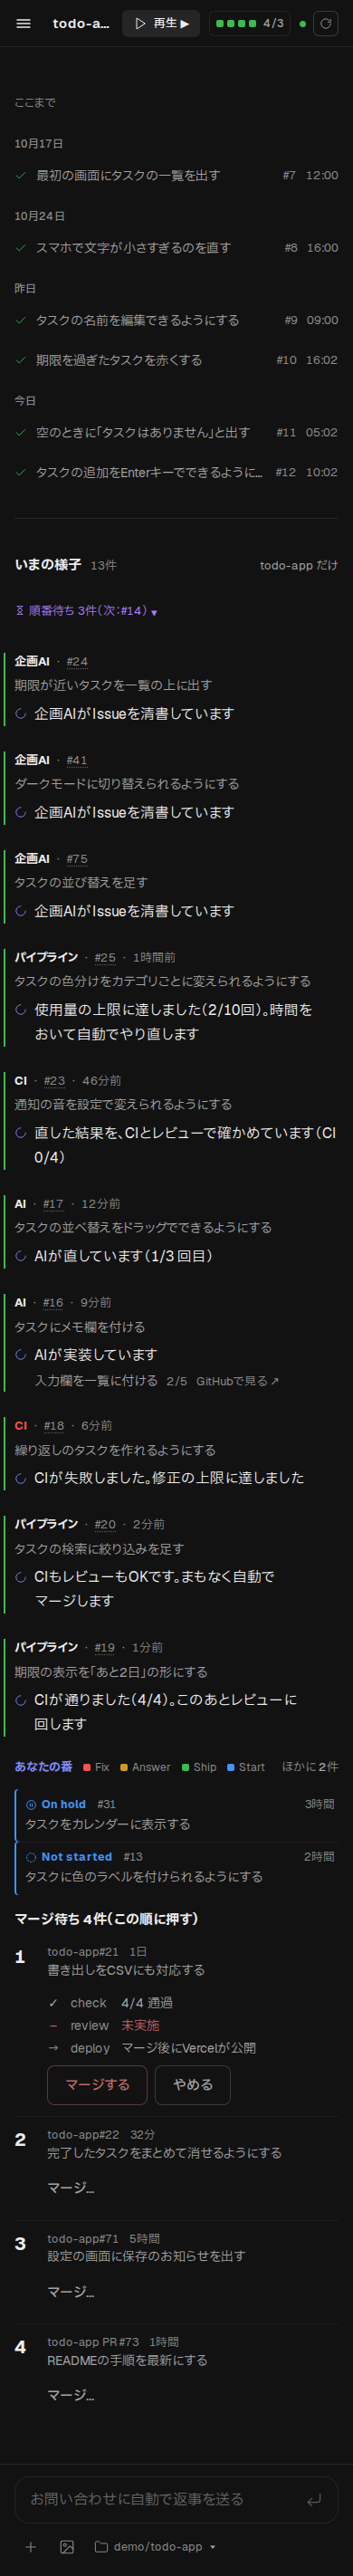 todo-a… 再生 ▶ 4/3
ここまで
10月17日
✓ 最初の画面にタスクの一覧を出す #7 12:00
10月24日
✓ スマホで文字が小さすぎるのを直す #8 16:00
昨日
✓ タスクの名前を編集できるようにする #9 09:00
✓ 期限を過ぎたタスクを赤くする #10 16:02
今日
✓ 空のときに「タスクはありません」と出す #11 05:02
✓ タスクの追加をEnterキーでできるように… #12 10:02
いまの様子 13件 todo-app だけ
順番待ち 3件(次:#14) ▼
企画AI · #24
期限が近いタスクを一覧の上に出す
企画AIがIssueを清書しています
企画AI · #41
ダークモードに切り替えられるようにする
企画AIがIssueを清書しています
企画AI · #75
タスクの並び替えを足す
企画AIがIssueを清書しています
パイプライン · #25 · 1時間前
タスクの色分けをカテゴリごとに変えられるようにする
使用量の上限に達しました(2/10回)。時間を
おいて自動でやり直します
CI · #23 · 46分前
通知の音を設定で変えられるようにする
直した結果を、CIとレビューで確かめています(CI
0/4)
AI · #17 · 12分前
タスクの並べ替えをドラッグでできるようにする
AIが直しています(1/3 回目)
AI · #16 · 9分前
タスクにメモ欄を付ける
AIが実装しています
入力欄を一覧に付ける 2/5 GitHubで見る ↗
CI · #18 · 6分前
繰り返しのタスクを作れるようにする
CIが失敗しました。修正の上限に達しました
パイプライン · #20 · 2分前
タスクの検索に絞り込みを足す
CIもレビューもOKです。まもなく自動で
マージします
パイプライン · #19 · 1分前
期限の表示を「あと2日」の形にする
CIが通りました(4/4)。このあとレビューに
回します
あなたの番 Fix Answer Ship Start ほかに 2 件
On hold #31 3時間
タスクをカレンダーに表示する
Not started #13 2時間
タスクに色のラベルを付けられるようにする
マージ待ち 4件(この順に押す)
1 todo-app#21 1日
書き出しをCSVにも対応する
✓ check 4/4 通過
− review 未実施
→ deploy マージ後にVercelが公開
マージする やめる
2 todo-app#22 32分
完了したタスクをまとめて消せるようにする
マージ…
3 todo-app#71 5時間
設定の画面に保存のお知らせを出す
マージ…
4 todo-app PR#73 1時間
READMEの手順を最新にする
マージ…
お問い合わせに自動で返事を送る
demo/todo-app